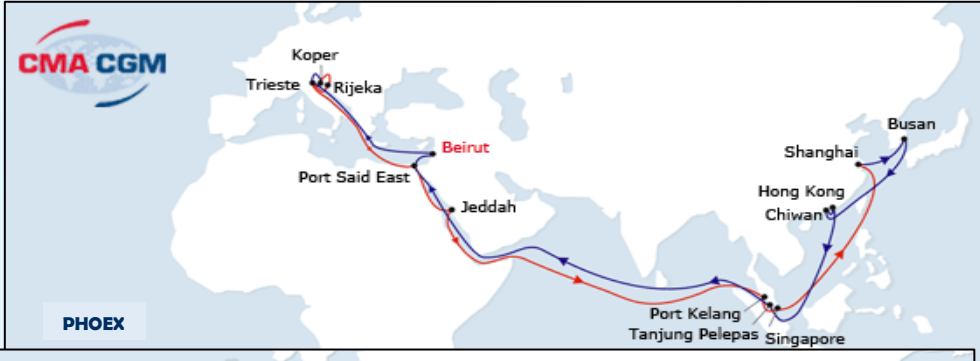 CMA CGM
Koper
Trieste
Rijeka
Beirut
Port Said East
Jeddah
Busan
Shanghai
Hong Kong
Chiwan
Port Kelang
Tanjung Pelepas
Singapore
PHOEX